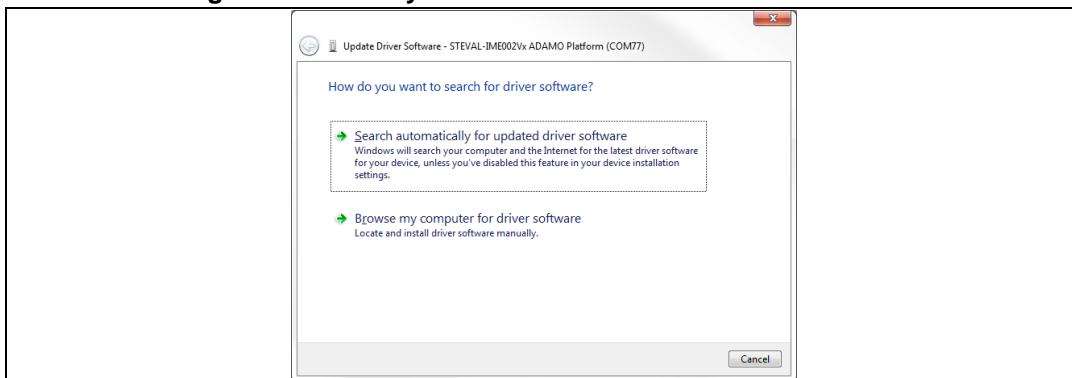 Update Driver Software - STEVAL-IME002Vx ADAMO Platform (COM77)
How do you want to search for driver software?
Search automatically for updated driver software
Windows will search your computer and the Internet for the latest driver software
for your device, unless you've disabled this feature in your device installation
settings.
Browse my computer for driver software
Locate and install driver software manually.
Cancel